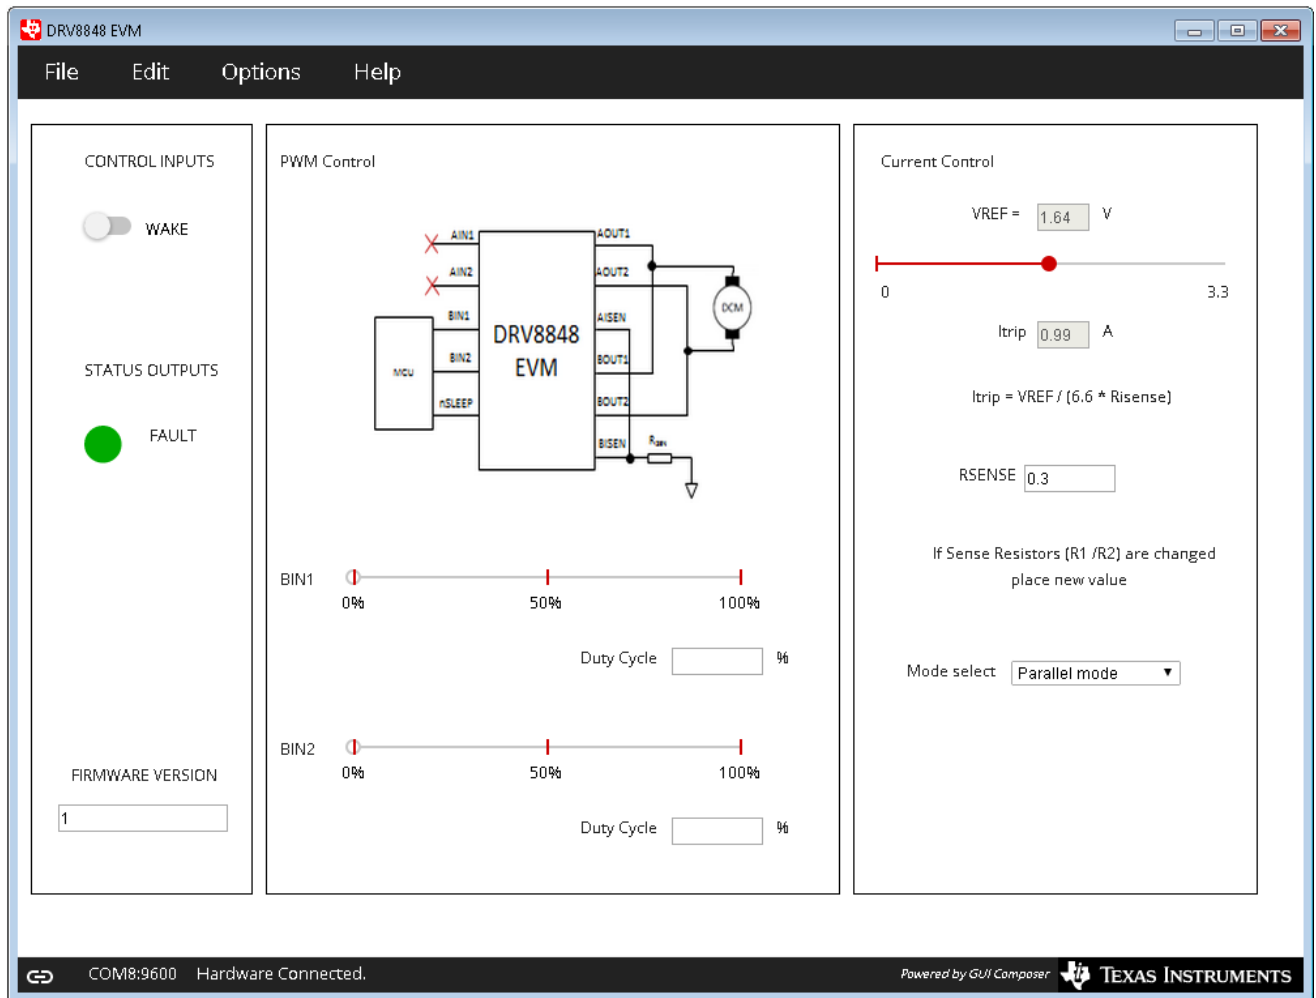 DRV8848 EVM
File Edit Options Help
CONTROL INPUTS
WAKE
STATUS OUTPUTS
FAULT
FIRMWARE VERSION
1
PWM Control
AIN1
AIN2
BIN1
BIN2
nSLEEP
MCU
DRV8848
EVM
AOUT1
AOUT2
AISEN
BOUT1
BOUT2
BISEN
DCM
BIN1
0% 50% 100%
Duty Cycle %
BIN2
0% 50% 100%
Duty Cycle %
Current Control
VREF = 1.64 V
0 3.3
Itrip 0.99 A
Itrip = VREF / (6.6 * Risense)
RSENSE 0.3
If Sense Resistors (R1 /R2) are changed
place new value
Mode select Parallel mode
COM8:9600 Hardware Connected.
Powered by GUI Composer TEXAS INSTRUMENTS